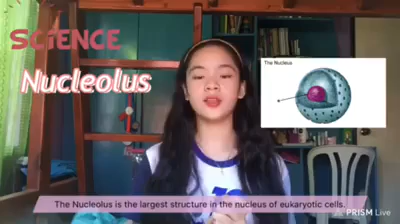 SCIENCE
Nucleolus
The Nucleus
The Nucleolus is the largest structure in the nucleus of eukaryotic cells.
PRISM Live